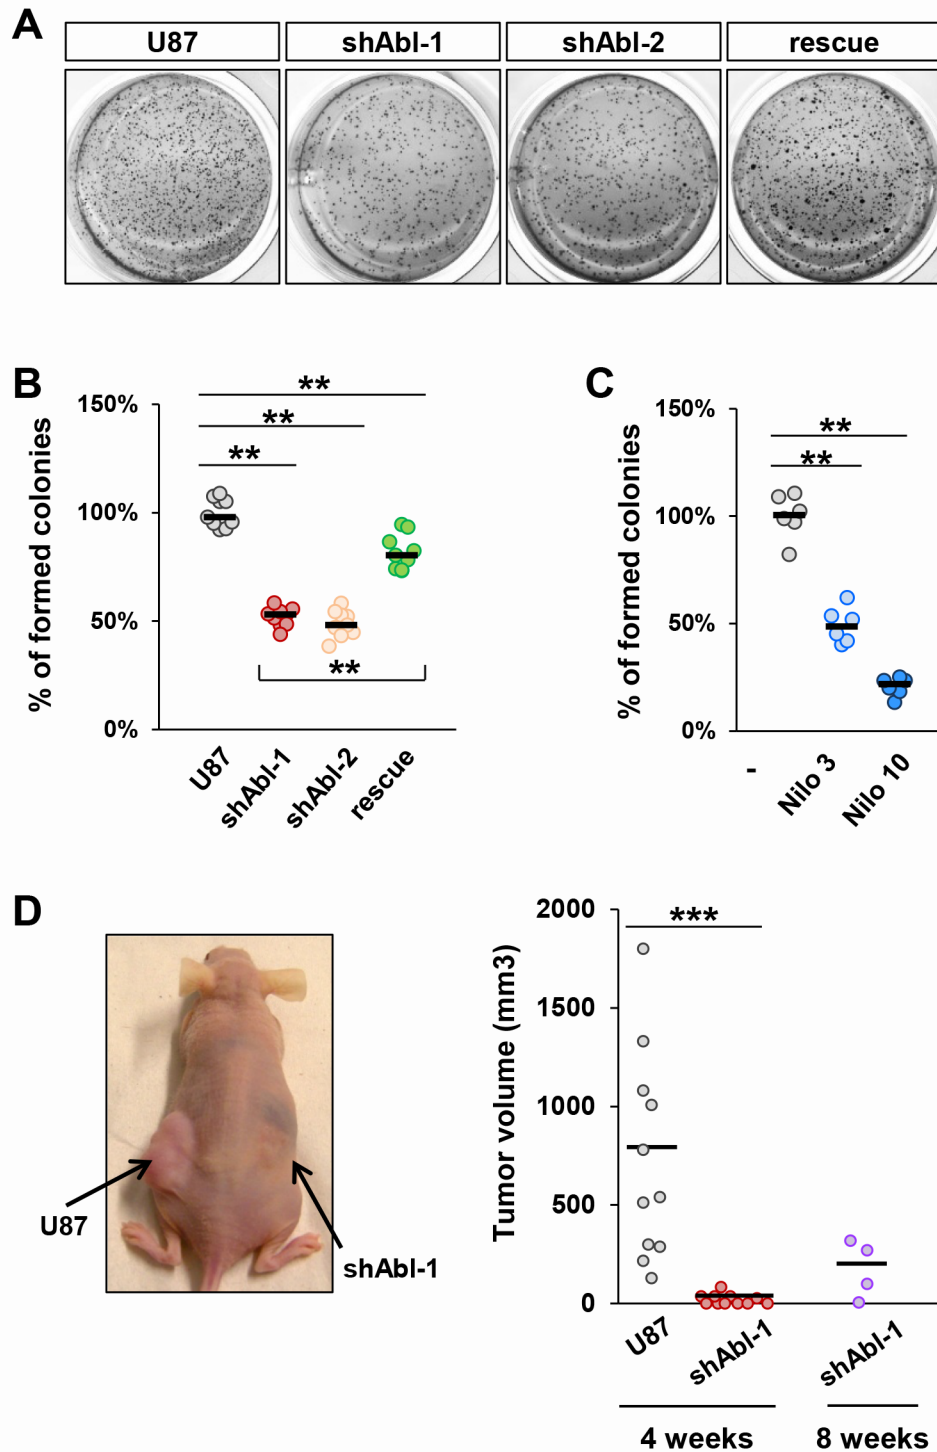 A
U87 shAbl-1 shAbl-2 rescue
B
% of formed colonies
150%
100%
50%
0%
**
**
**
**
U87 shAbl-1 shAbl-2 rescue
C
% of formed colonies
150%
100%
50%
0%
**
**
- Nilo 3 Nilo 10
D
U87
shAbl-1
Tumor volume (mm3)
2000
1500
1000
500
0
***
U87 shAbl-1 shAbl-1
4 weeks 8 weeks